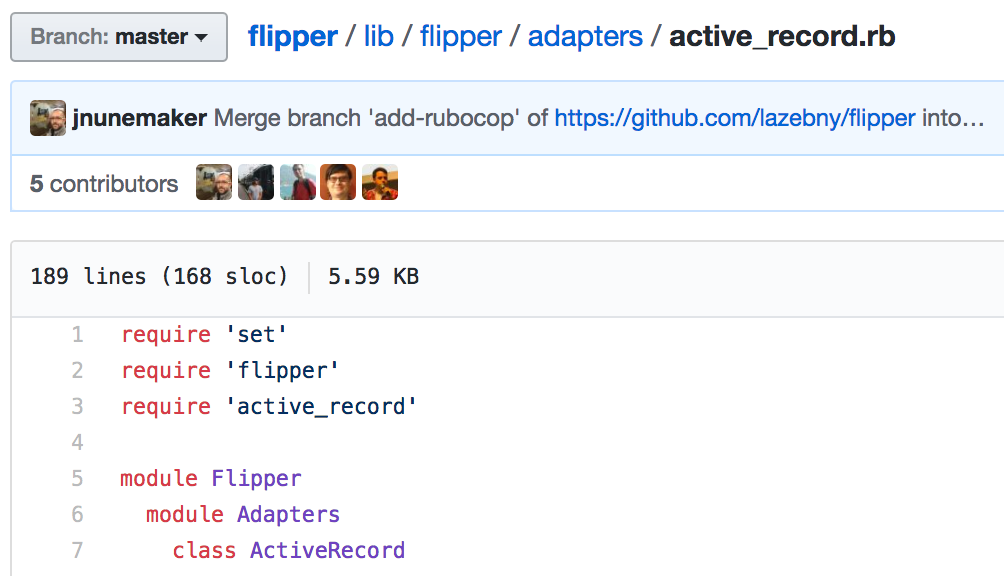 Branch: master flipper / lib / flipper / adapters / active_record.rb
jnunemaker Merge branch 'add-rubocop' of https://github.com/lazebny/flipper into…
5 contributors
189 lines (168 sloc) 5.59 KB
1 require 'set'
2 require 'flipper'
3 require 'active_record'
4
5 module Flipper
6 module Adapters
7 class ActiveRecord